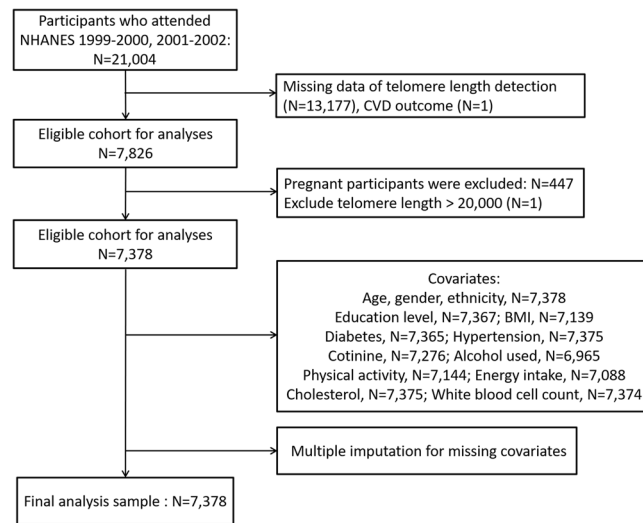 Participants who attended
NHANES 1999-2000, 2001-2002:
N=21,004
Missing data of telomere length detection
(N=13,177), CVD outcome (N=1)
Eligible cohort for analyses
N=7,826
Pregnant participants were excluded: N=447
Exclude telomere length > 20,000 (N=1)
Eligible cohort for analyses
N=7,378
Covariates:
Age, gender, ethnicity, N=7,378
Education level, N=7,367; BMI, N=7,139
Diabetes, N=7,365; Hypertension, N=7,375
Cotinine, N=7,276; Alcohol used, N=6,965
Physical activity, N=7,144; Energy intake, N=7,088
Cholesterol, N=7,375; White blood cell count, N=7,374
Multiple imputation for missing covariates
Final analysis sample : N=7,378